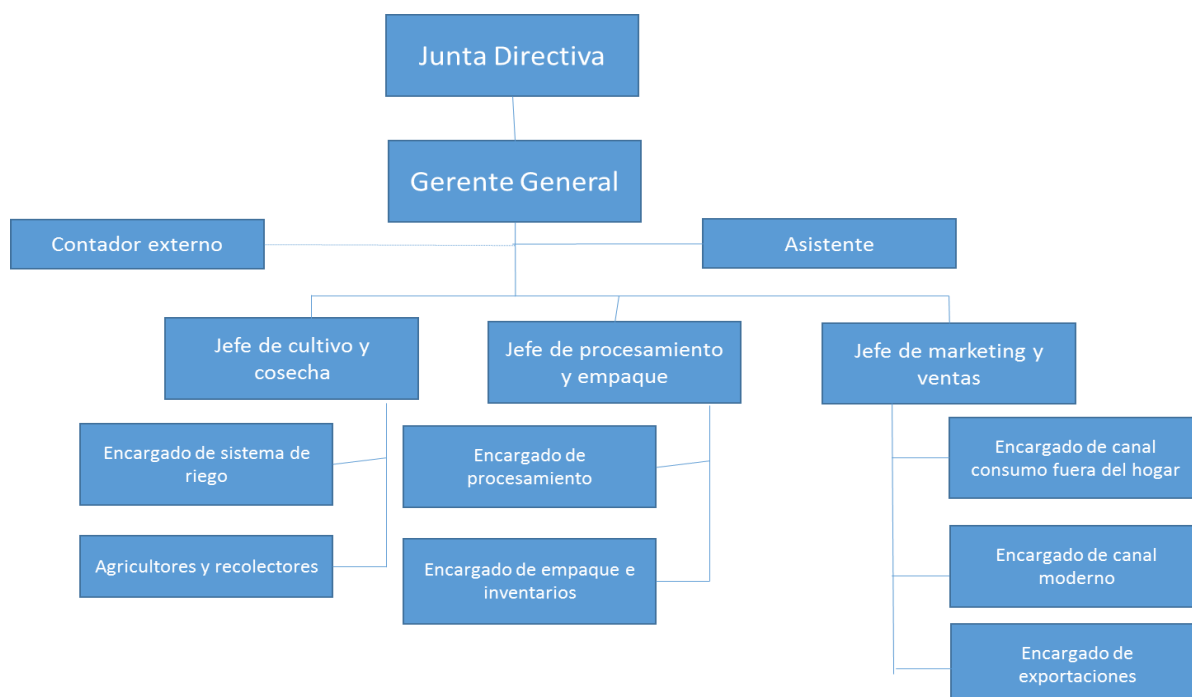 Junta Directiva
Gerente General
Contador externo
Asistente
Jefe de cultivo y
cosecha
Jefe de procesamiento
y empaque
Jefe de marketing y
ventas
Encargado de sistema de
riego
Agricultores y recolectores
Encargado de
procesamiento
Encargado de empaque e
inventarios
Encargado de canal
consumo fuera del hogar
Encargado de canal
moderno
Encargado de
exportaciones